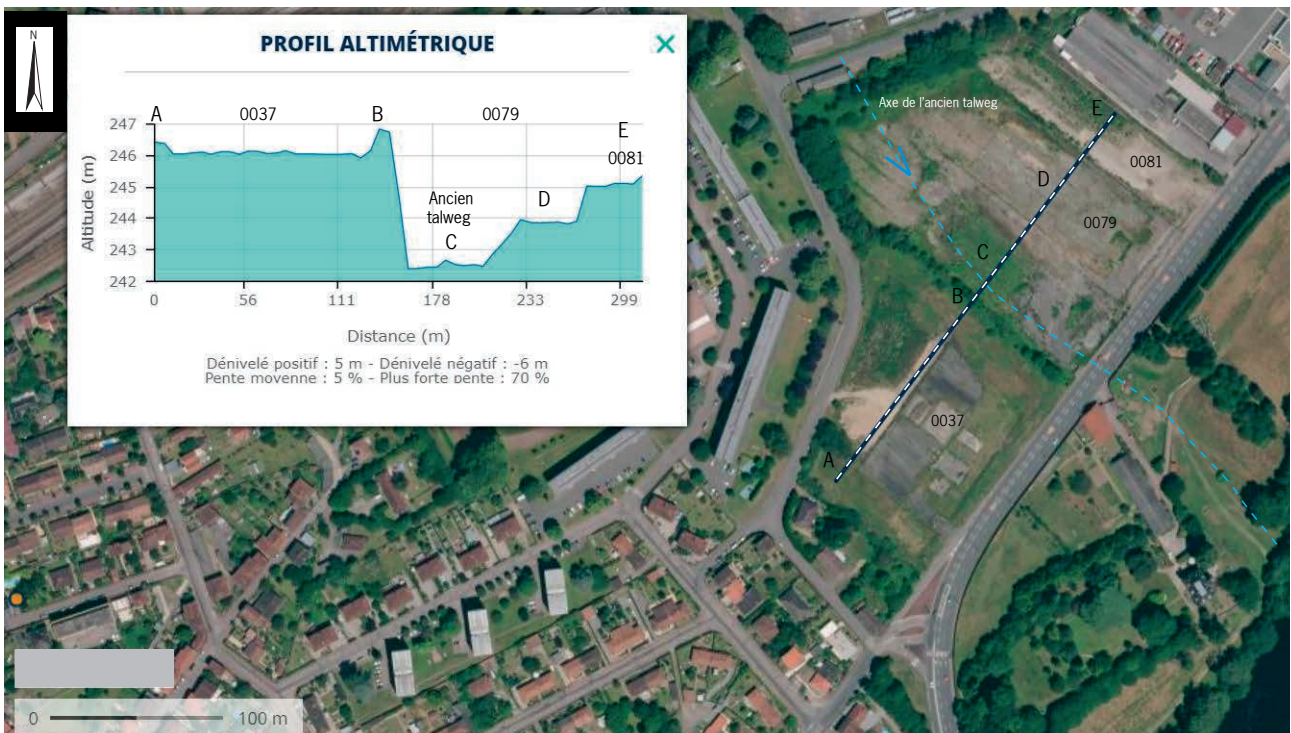 N
PROFIL ALTIMÉTRIQUE
A 0037 B 0079 E
0081
247
246
245
244
243
242
Altitude (m)
Ancien
talweg
C
D
0 56 111 178 233 299
Distance (m)
Dénivelé positif : 5 m - Dénivelé négatif : -6 m
Pente moyenne : 5 % - Plus forte pente : 70 %
Axe de l'ancien talweg
E
0081
D
0079
C
B
0037
A
0 100 m